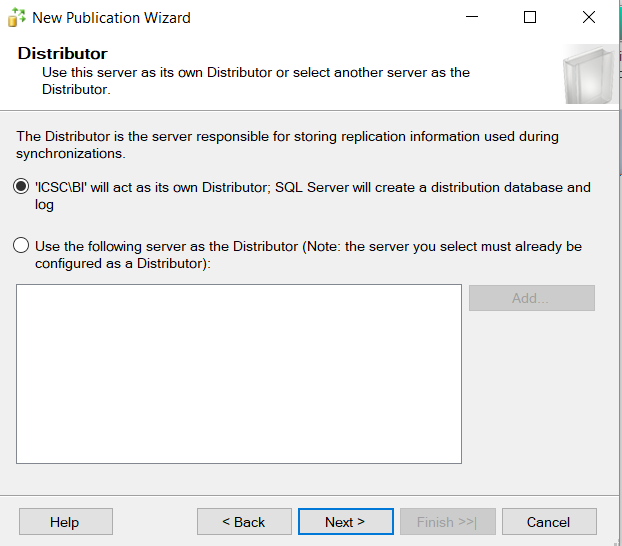 New Publication Wizard
Distributor
Use this server as its own Distributor or select another server as the
Distributor.
The Distributor is the server responsible for storing replication information used during
synchronizations.
'ICSC\BI' will act as its own Distributor; SQL Server will create a distribution database and
log
Use the following server as the Distributor (Note: the server you select must already be
configured as a Distributor):
Add...
Help
< Back
Next >
Finish >>|
Cancel